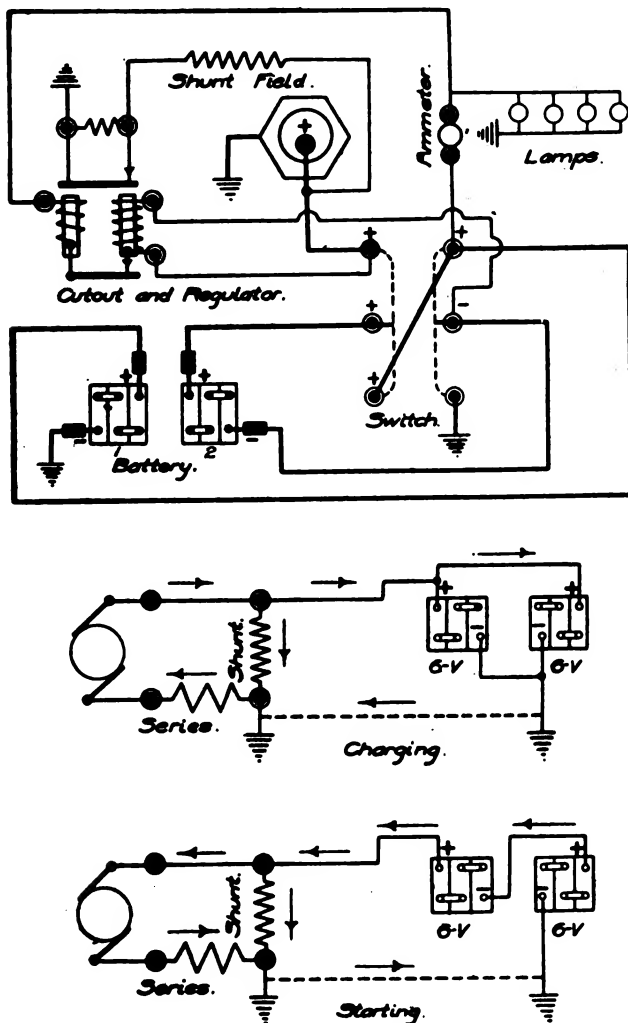 Shunt Field.
Ammeter.
Lamps.
+
+
+
Cutout and Regulator.
+
-
+
Switch.
+
+
-
-
1
2
Battery.
+
+
-
-
Shunt.
6-V
6-V
Series.
Charging.
+
+
-
-
Shunt.
6-V
6-V
Series.
Starting.